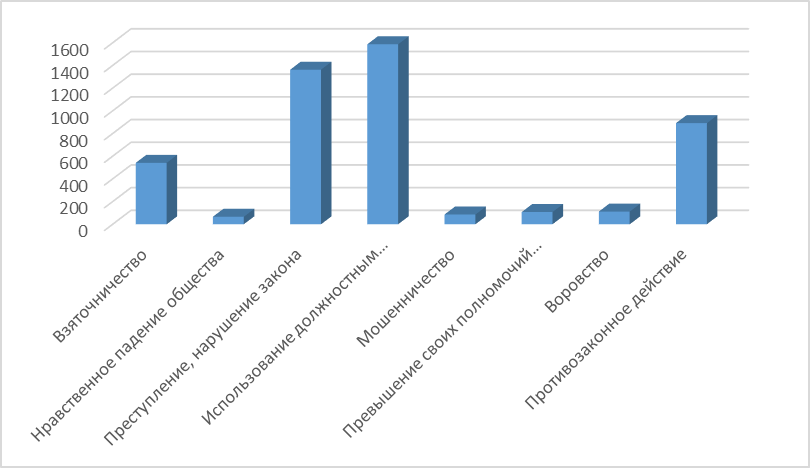 1600
1400
1200
1000
800
600
400
200
0
Взяточничество
Нравственное падение общества
Преступление, нарушение закона
Использование должностным...
Мошенничество
Превышение своих полномочий...
Воровство
Противозаконное действие